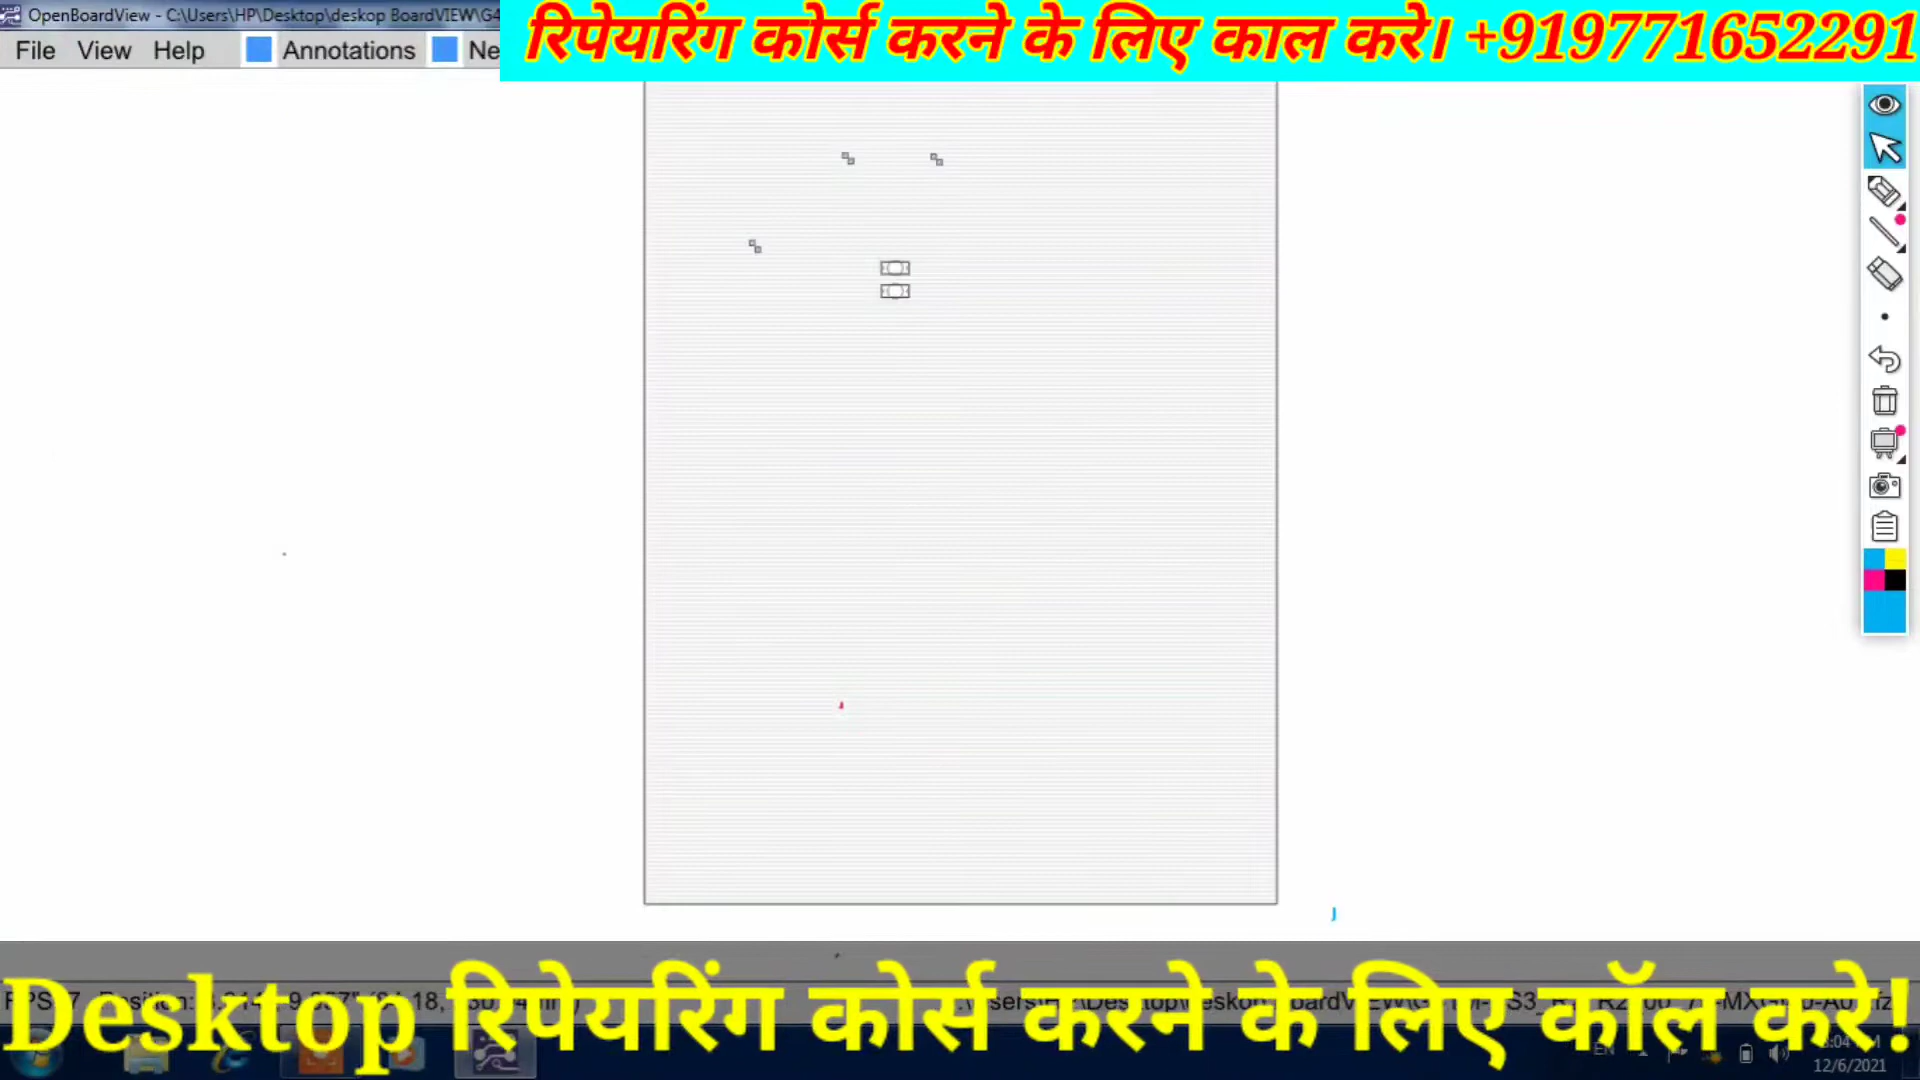 OpenBoardView - C:\Users\HP\Desktop\deskop BoardVIEW\G4
रिपेयरिंग कोर्स करने के लिए काल करे। +919771652291
File View Help Annotations Ne
Desktop रिपेयरिंग कोर्स करने के लिए कॉल करे!
EN
12/6/2021